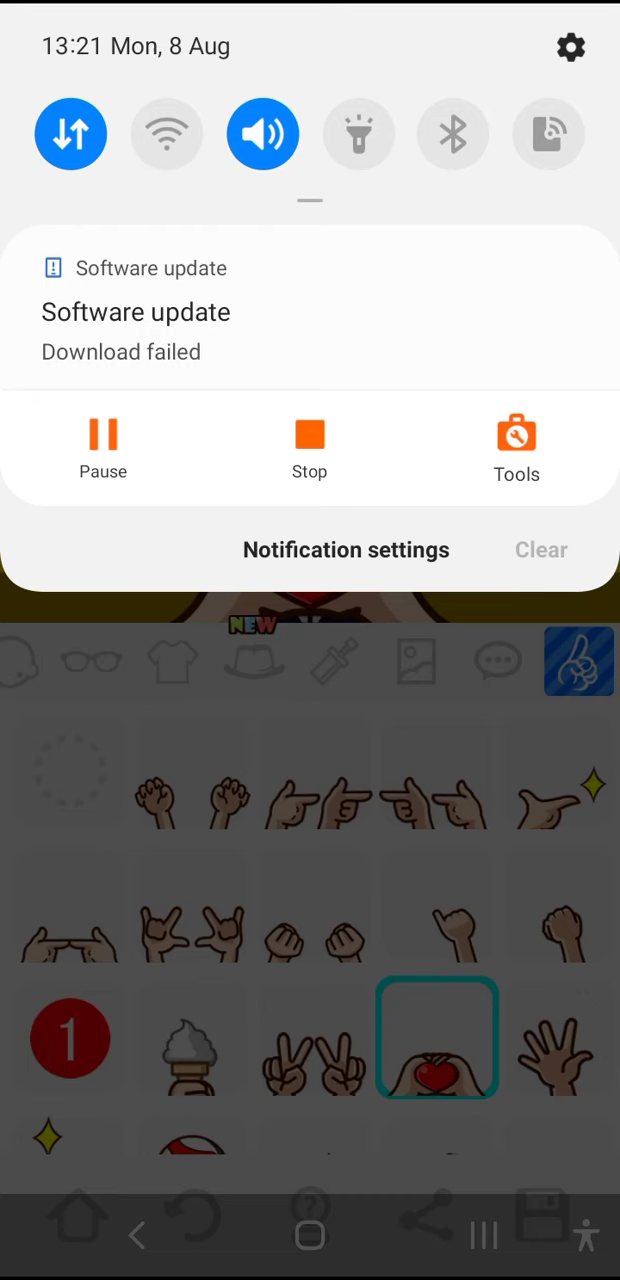 13:21 Mon, 8 Aug
Software update
Software update
Download failed
Pause
Stop
Tools
Notification settings
Clear
NEW
1
?